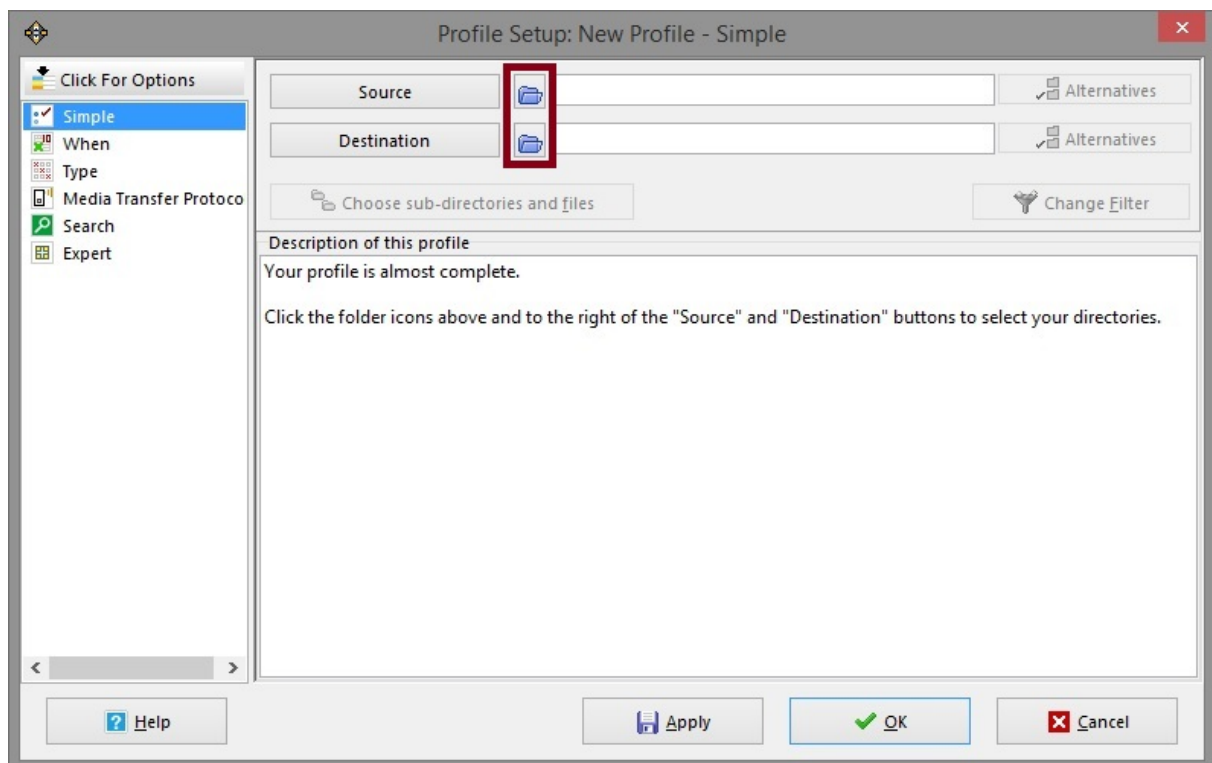 Profile Setup: New Profile - Simple
Click For Options
Simple
When
Type
Media Transfer Protoco
Search
Expert
Source
Alternatives
Destination
Alternatives
Choose sub-directories and files
Change Filter
Description of this profile
Your profile is almost complete.
Click the folder icons above and to the right of the "Source" and "Destination" buttons to select your directories.
Help
Apply
OK
Cancel